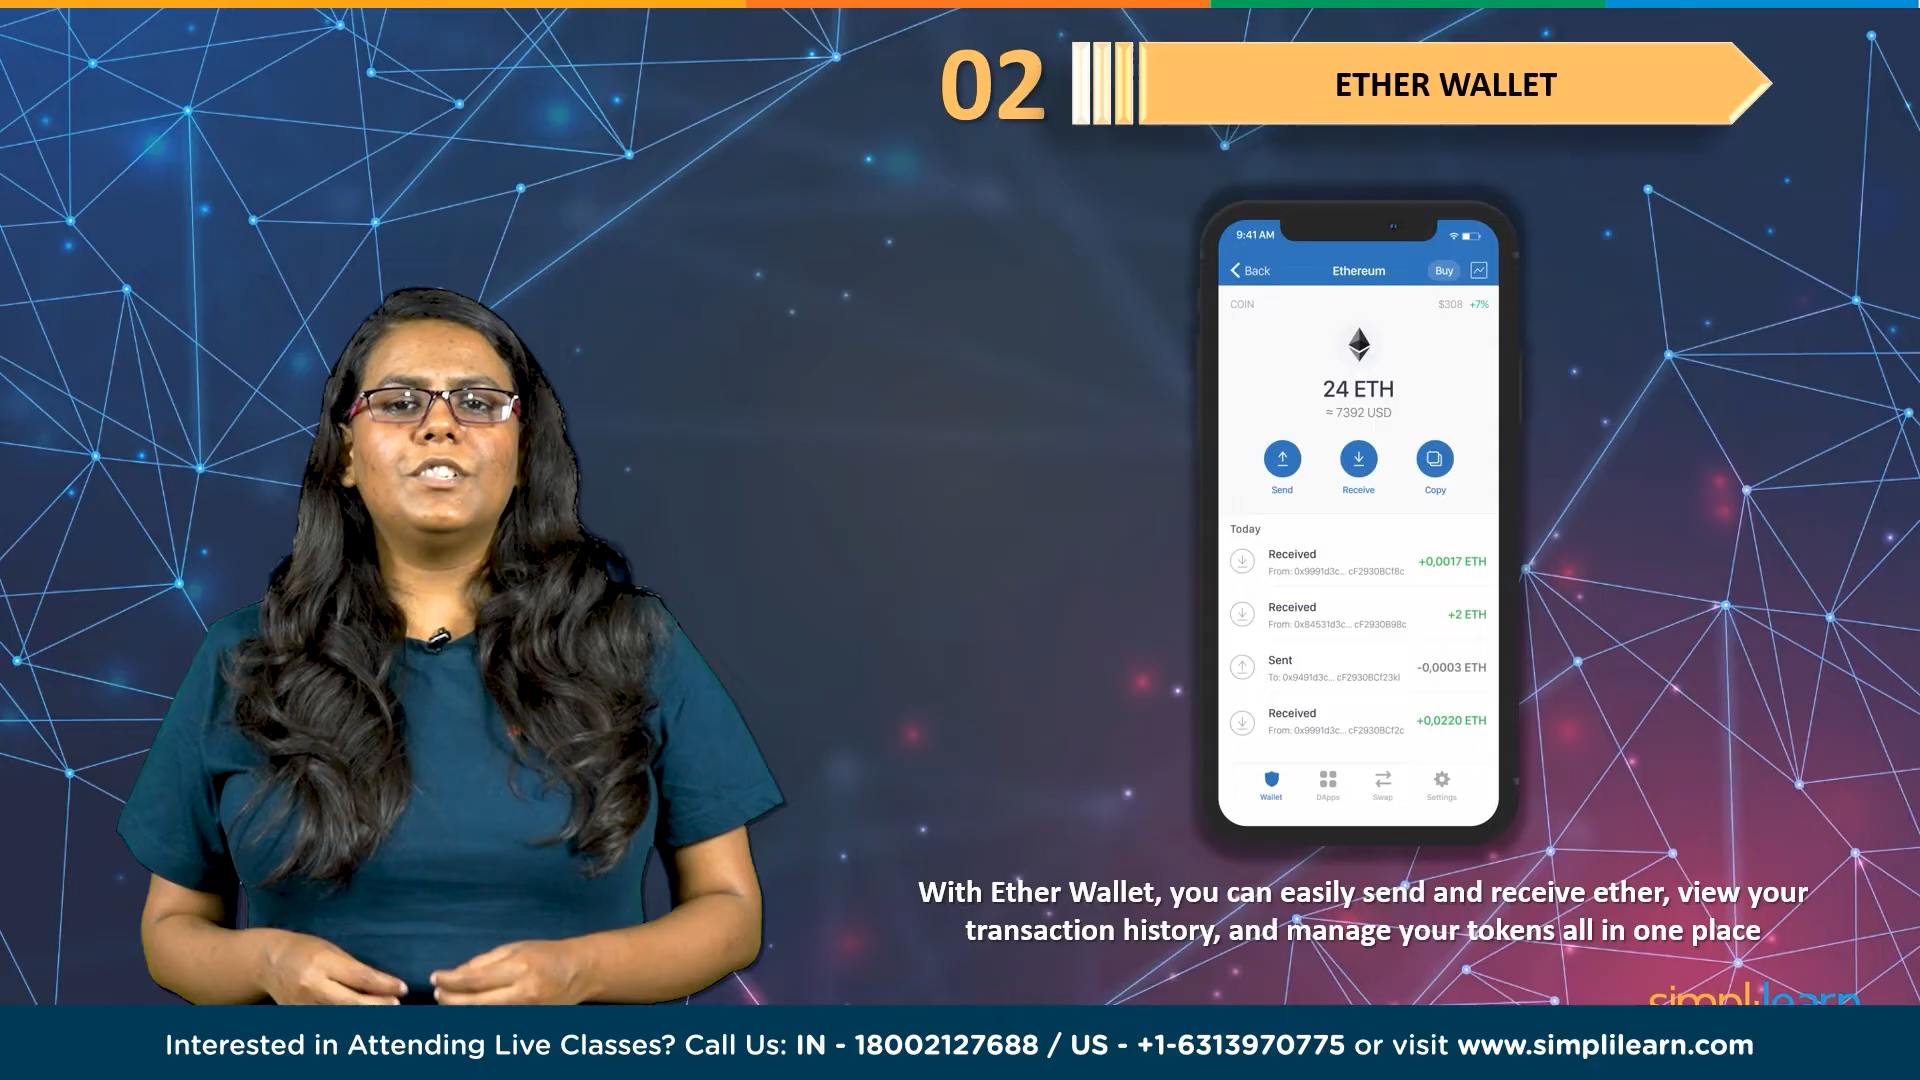 02
ETHER WALLET
9:41 AM
Back
Ethereum
Buy
COIN
$308 +7%
24 ETH
≈ 7392 USD
Send
Receive
Copy
Today
Received
+0,0017 ETH
From: 0x9991d3c... cF2930BCf8c
Received
+2 ETH
From: 0x84531d3c... cF2930B98c
Sent
-0,0003 ETH
To: 0x9491d3c... cF2930BCf23kl
Received
+0,0220 ETH
From: 0x9991d3c... cF2930BCf2c
Wallet
DApps
Swap
Settings
With Ether Wallet, you can easily send and receive ether, view your
transaction history, and manage your tokens all in one place
simplilearn
Interested in Attending Live Classes? Call Us: IN - 18002127688 / US - +1-6313970775 or visit www.simplilearn.com